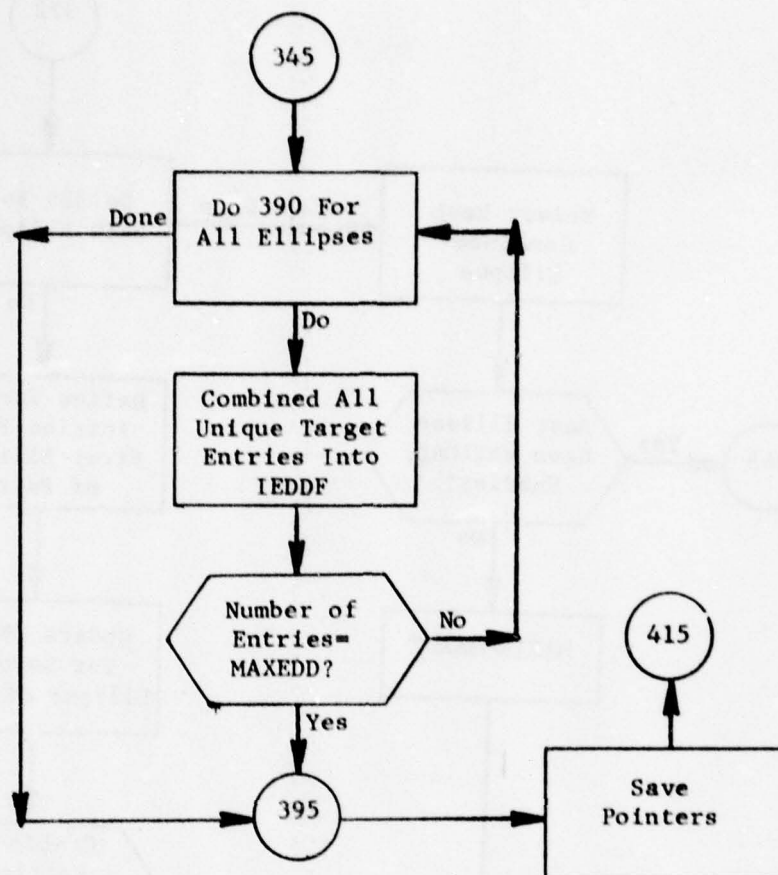 345
Done
Do 390 For
All Ellipses
Do
Combined All
Unique Target
Entries Into
IEDDF
Number of
Entries=
MAXEDD?
No
Yes
415
395
Save
Pointers